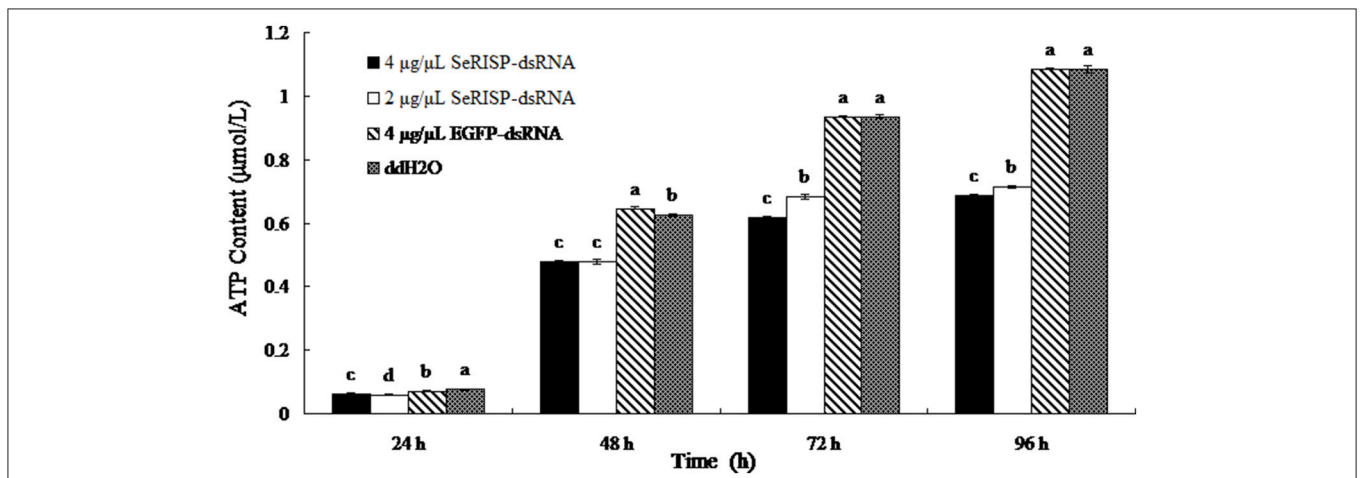 1.2
1
0.8
0.6
0.4
0.2
0
ATP Content (μmol/L)
4 μg/μL SeRISP-dsRNA
2 μg/μL SeRISP-dsRNA
4 μg/μL EGFP-dsRNA
ddH2O
c d b a
c c a b
c b a a
c b a a
24 h 48 h 72 h 96 h
Time (h)